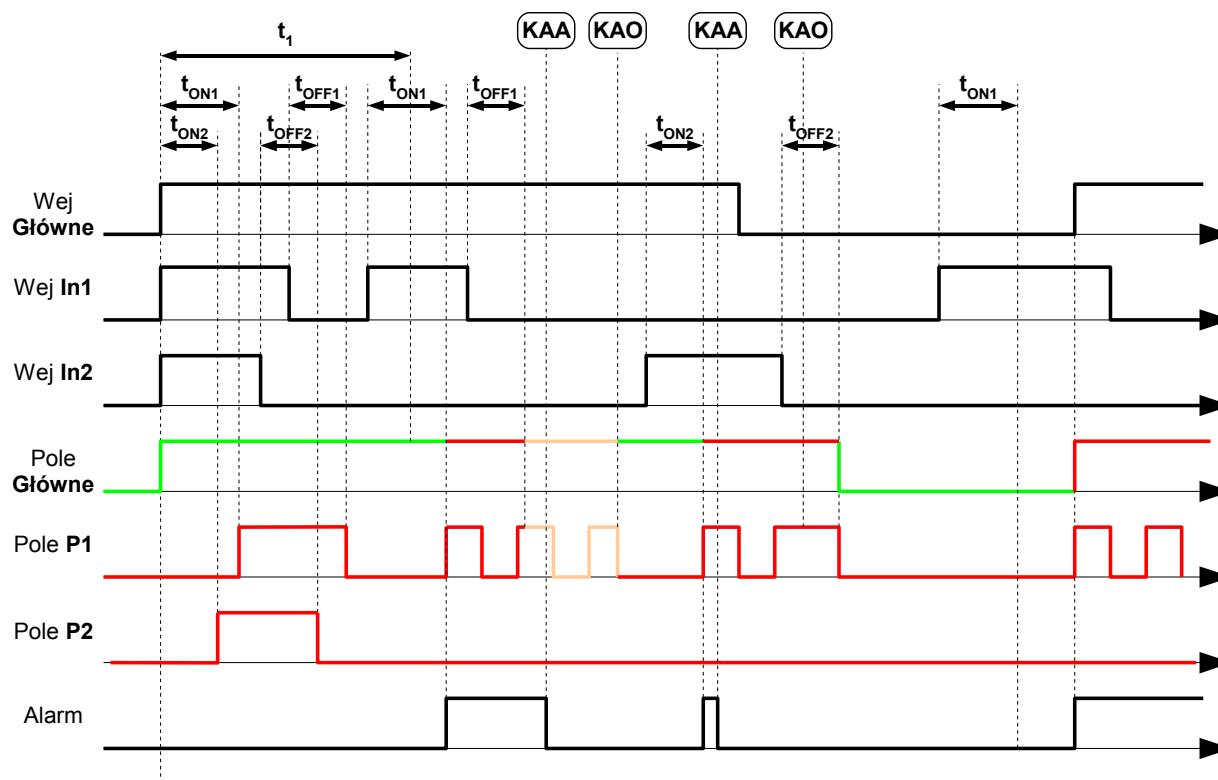 KAA KAO KAA KAO
t1
tON1 tOFF1 tON1 tOFF1 tON1
tON2 tOFF2 tON2 tOFF2
Wej
Główne
Wej In1
Wej In2
Pole
Główne
Pole P1
Pole P2
Alarm